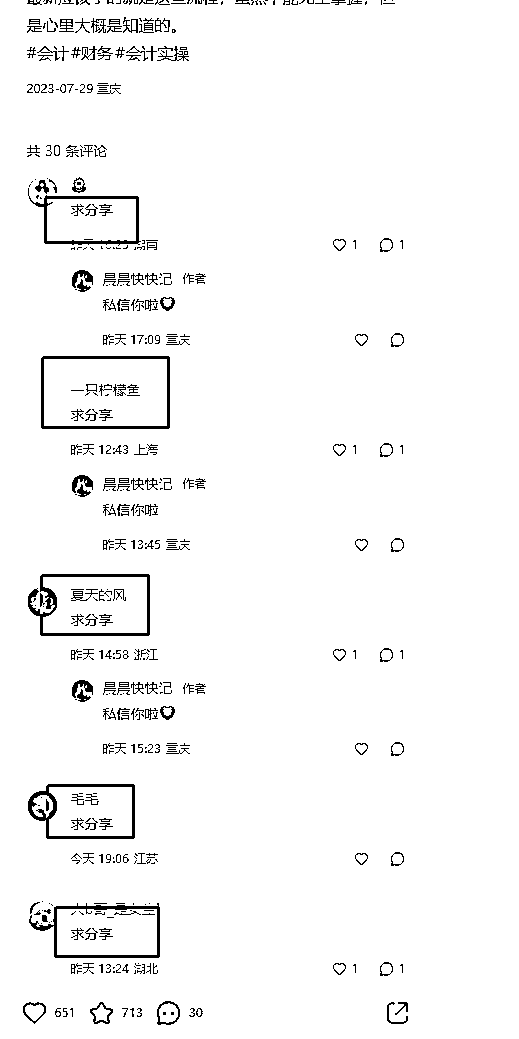 是心里大概是知道的。
#会计#财务#会计实操
2023-07-29 重庆
共 30 条评论
求分享
湖南
1
1
晨晨快快记 作者
私信你啦
昨天 17:09 重庆
一只柠檬鱼
求分享
昨天 12:43 上海
1
1
晨晨快快记 作者
私信你啦
昨天 13:45 重庆
夏天的风
求分享
昨天 14:58 浙江
1
1
晨晨快快记 作者
私信你啦
昨天 15:23 重庆
毛毛
求分享
今天 19:06 江苏
求分享
昨天 13:24 湖北
1
1
651
713
30